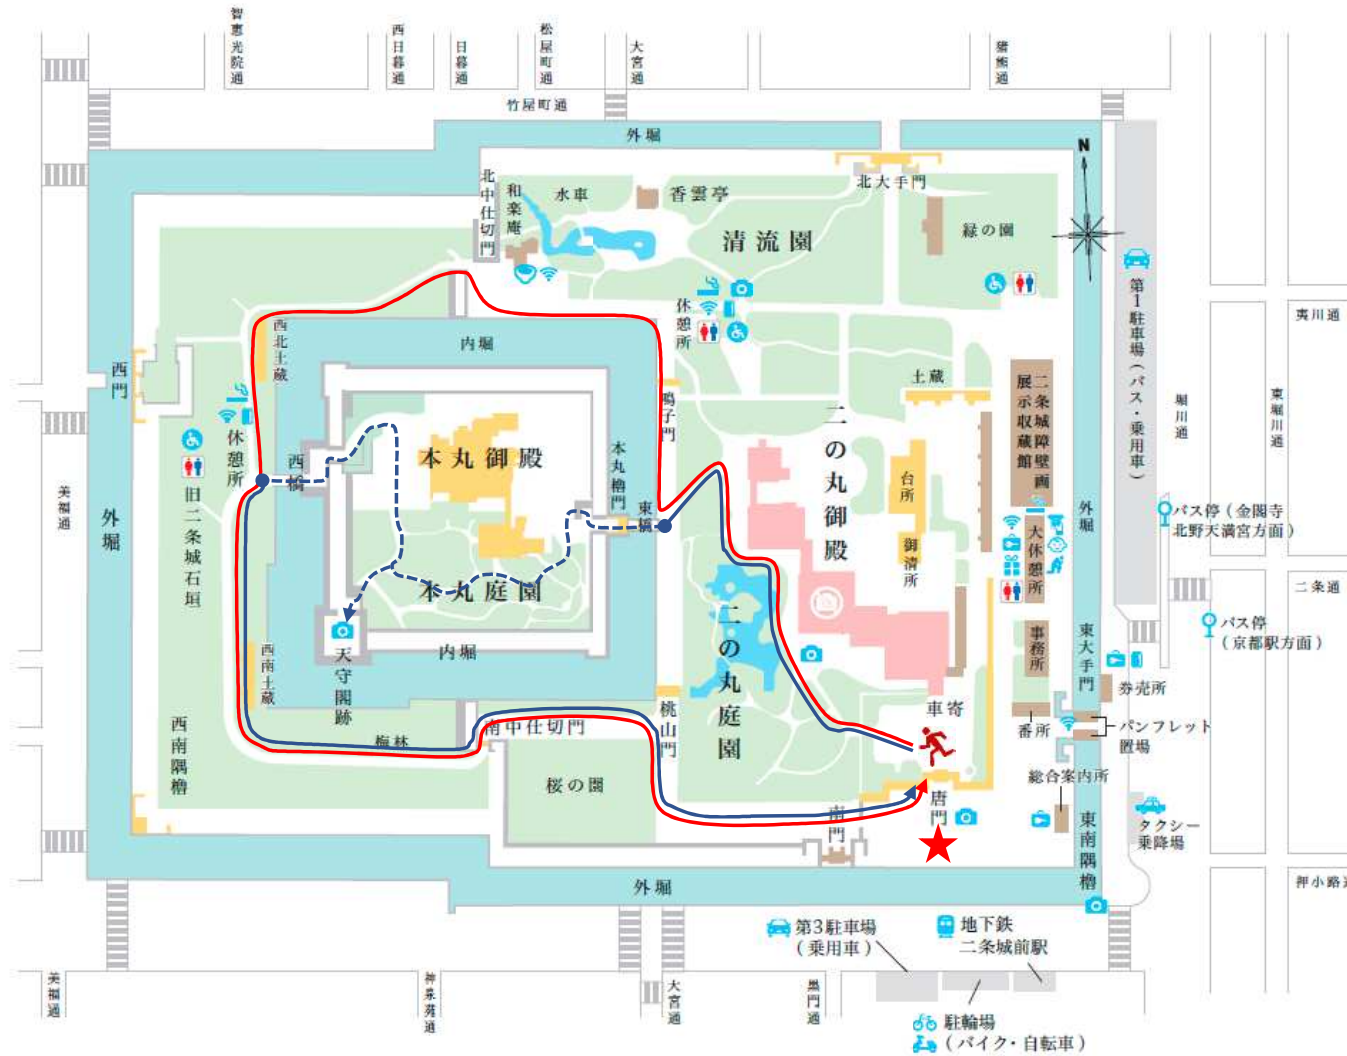 智恵光院通
西日暮通
日暮通
松屋町通
大宮通
猪熊通
竹屋町通
外堀
N
北大手門
北中仕切門
和楽庵
水車
香雲亭
清流園
緑の園
第1駐車場(バス・乗用車)
夷川通
休憩所
西北土蔵
内堀
西門
土蔵
鳴子門
二条城障壁画
展示収蔵館
堀川通
東堀川通
休憩所
西橋
本丸御殿
本丸櫓門
東橋
二の丸御殿
台所
御清所
大休憩所
外堀
バス停(金閣寺
北野天満宮方面)
美福通
外堀
旧二条城石垣
本丸庭園
二条通
内堀
天守閣跡
西南土蔵
二の丸庭園
事務所
東大手門
バス停
(京都駅方面)
券売所
車寄
番所
パンフレット
置場
西南隅櫓
梅林
南中仕切門
桃山門
桜の園
総合案内所
唐門
南門
東南隅櫓
タクシー
乗降場
外堀
押小路通
第3駐車場
(乗用車)
地下鉄
二条城前駅
美福通
神泉苑通
大宮通
黒門通
駐輪場
(バイク・自転車)